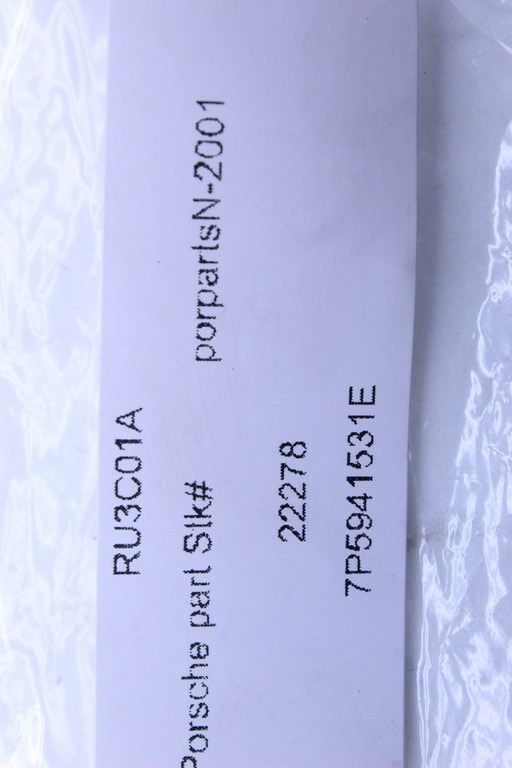 RU3C01A
Porsche part Slk# porpartsN-2001
22278
7P5941531E